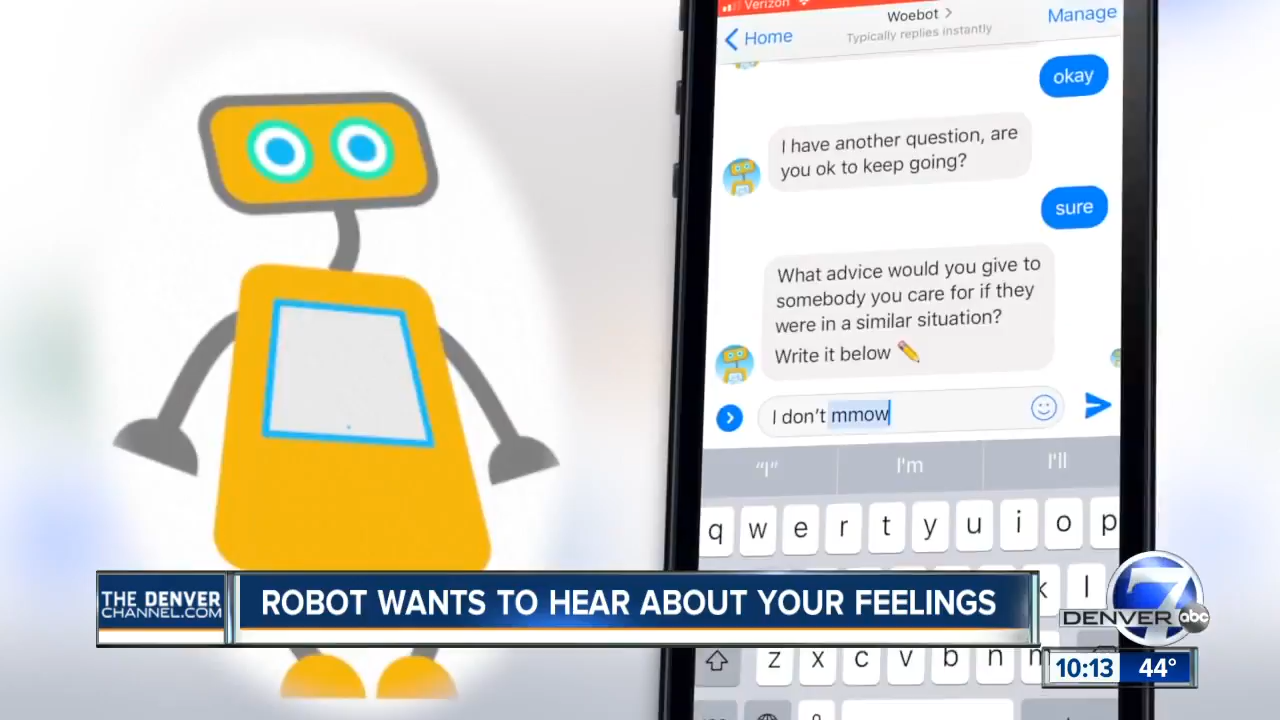 Verizon
Woebot >
Home
Typically replies instantly
Manage
okay
I have another question, are
you ok to keep going?
sure
What advice would you give to
somebody you care for if they
were in a similar situation?
Write it below ✏️
I don't mmow
"I"
I'm
I'll
q w e r t y u i o p
k l
z x c v b n m
THE DENVER
CHANNEL.COM
ROBOT WANTS TO HEAR ABOUT YOUR FEELINGS
7
DENVER abc
10:13 44°